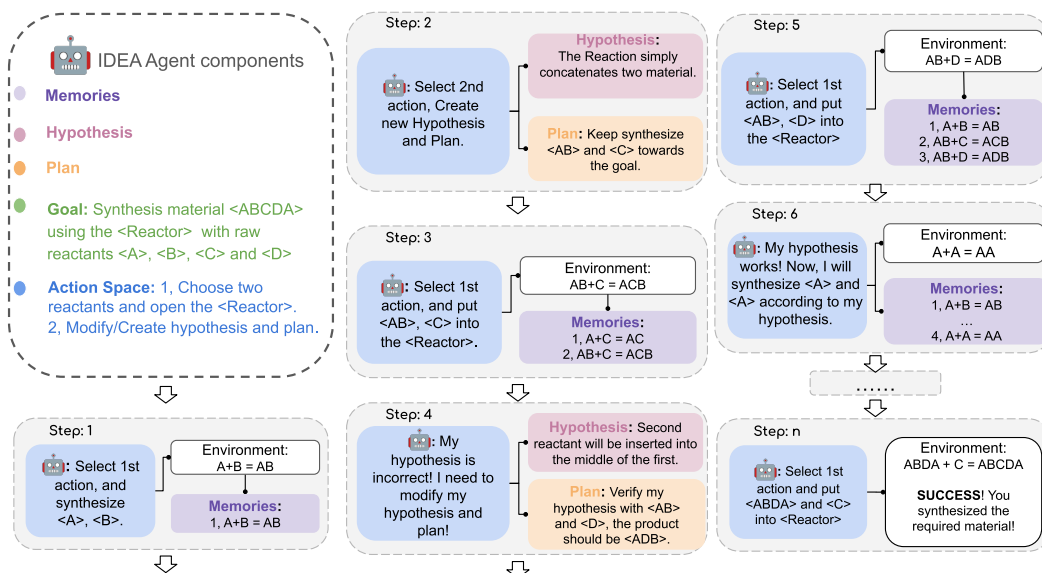 IDEA Agent components
Memories
Hypothesis
Plan
Goal: Synthesis material <ABCDA>
using the <Reactor> with raw
reactants <A>, <B>, <C> and <D>
Action Space: 1, Choose two
reactants and open the <Reactor>.
2, Modify/Create hypothesis and plan.
Step: 1
: Select 1st
action, and
synthesize
<A>, <B>.
Environment:
A+B = AB
Memories:
1, A+B = AB
Step: 2
: Select 2nd
action, Create
new Hypothesis
and Plan.
Hypothesis:
The Reaction simply
concatenates two material.
Plan: Keep synthesize
<AB> and <C> towards
the goal.
Step: 3
: Select 1st
action, and put
<AB>, <C> into
the <Reactor>.
Environment:
AB+C = ACB
Memories:
1, A+C = AC
2, AB+C = ACB
Step: 4
: My
hypothesis is
incorrect! I need to
modify my
hypothesis and
plan!
Hypothesis: Second
reactant will be inserted into
the middle of the first.
Plan: Verify my
hypothesis with <AB>
and <D>, the product
should be <ADB>.
Step: 5
: Select 1st
action, and put
<AB>, <D> into
the <Reactor>
Environment:
AB+D = ADB
Memories:
1, A+B = AB
2, AB+C = ACB
3, AB+D = ADB
Step: 6
: My hypothesis
works! Now, I will
synthesize <A> and
<A> according to my
hypothesis.
Environment:
A+A = AA
Memories:
1, A+B = AB
...
4, A+A = AA
......
Step: n
: Select 1st
action and put
<ABDA> and <C>
into <Reactor>
Environment:
ABDA + C = ABCDA
SUCCESS! You
synthesized the
required material!